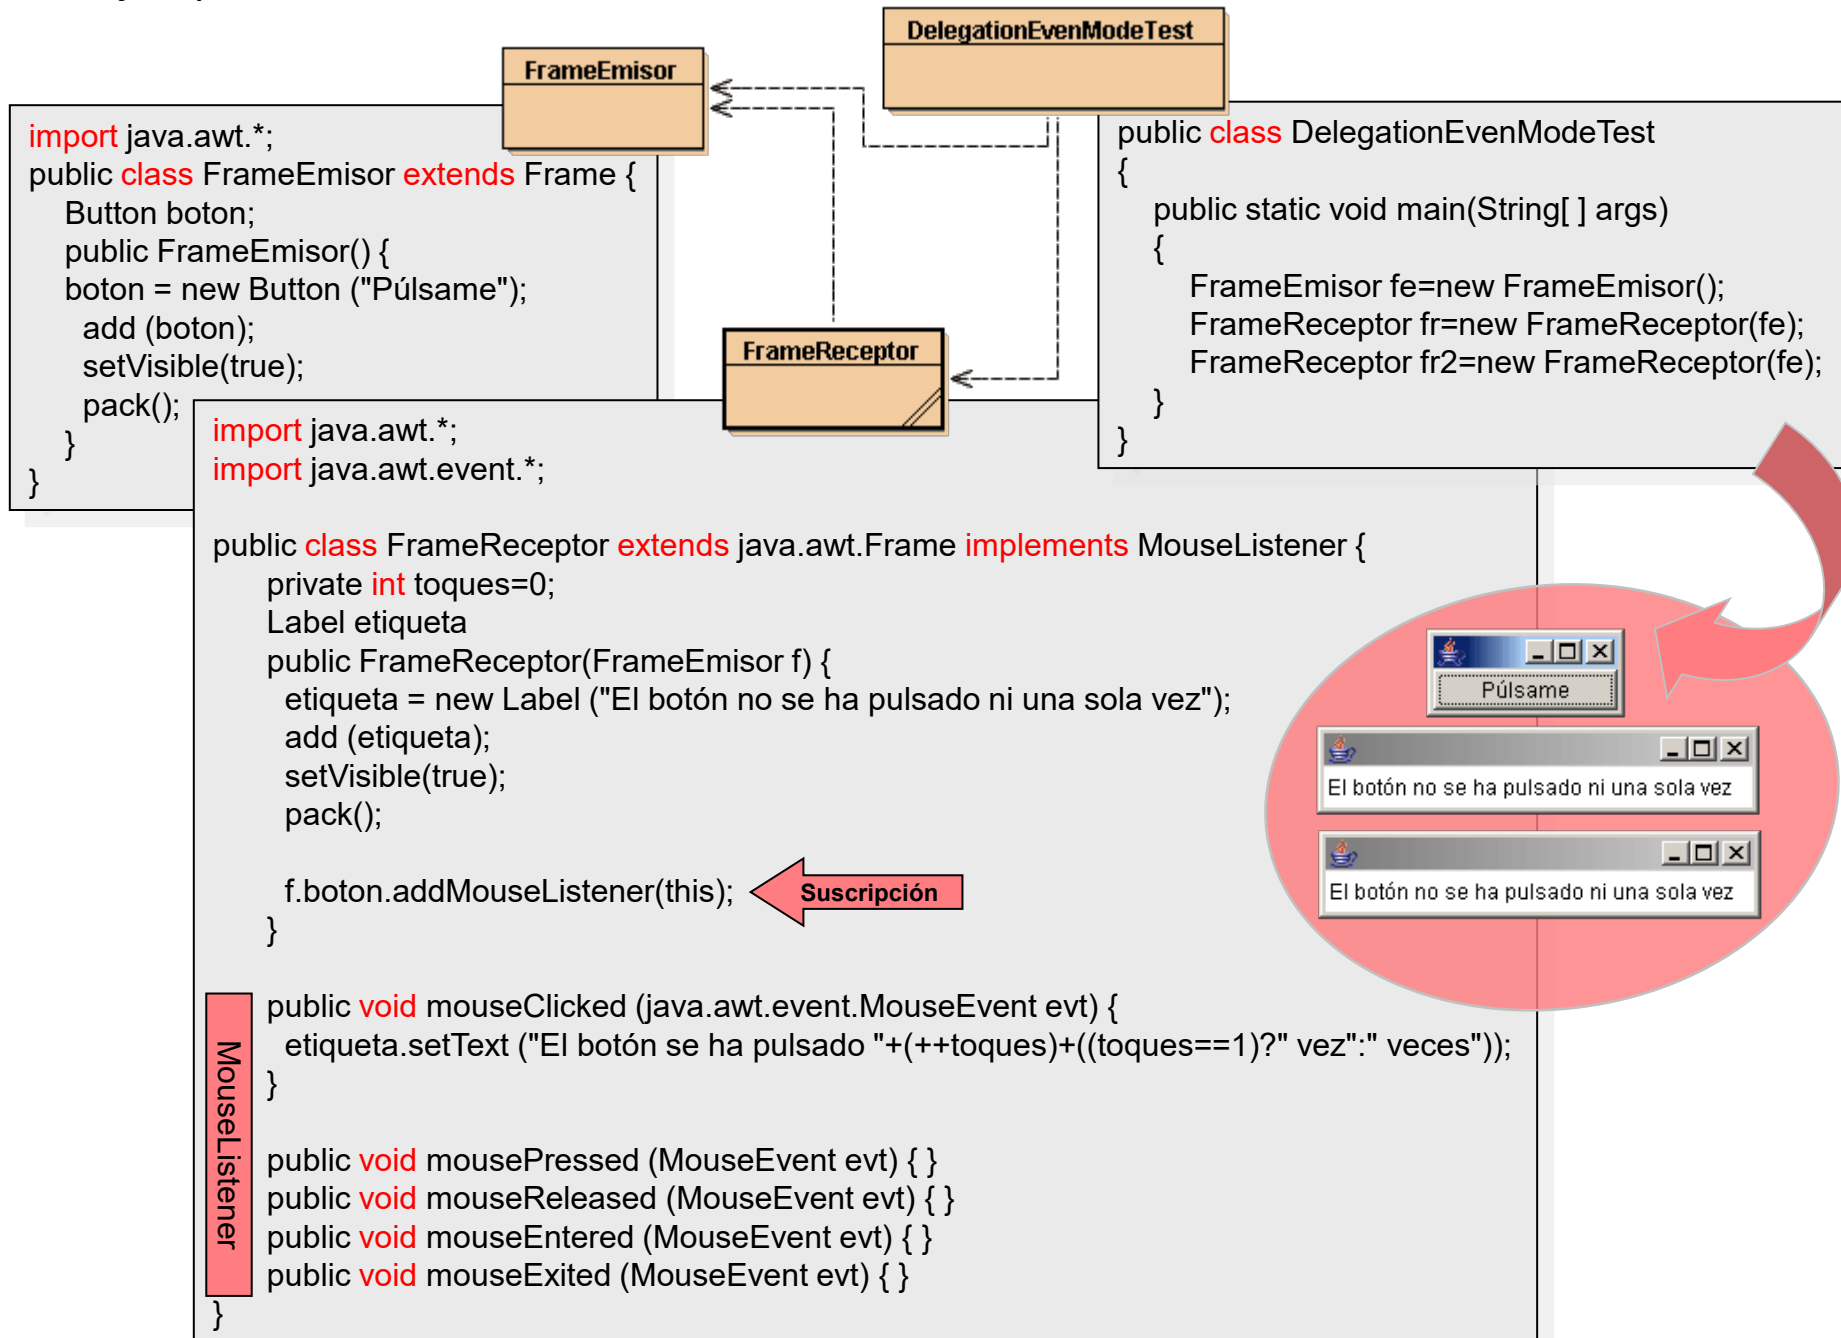 FrameEmisor
DelegationEvenModeTest
FrameReceptor
import java.awt.*;
public class FrameEmisor extends Frame {
Button boton;
public FrameEmisor() {
boton = new Button ("Púlsame");
add (boton);
setVisible(true);
pack();
}
}
public class DelegationEvenModeTest
{
public static void main(String[ ] args)
{
FrameEmisor fe=new FrameEmisor();
FrameReceptor fr=new FrameReceptor(fe);
FrameReceptor fr2=new FrameReceptor(fe);
}
}
import java.awt.*;
import java.awt.event.*;
public class FrameReceptor extends java.awt.Frame implements MouseListener {
private int toques=0;
Label etiqueta
public FrameReceptor(FrameEmisor f) {
etiqueta = new Label ("El botón no se ha pulsado ni una sola vez");
add (etiqueta);
setVisible(true);
pack();
f.boton.addMouseListener(this);
Suscripción
}
public void mouseClicked (java.awt.event.MouseEvent evt) {
etiqueta.setText ("El botón se ha pulsado "+(++toques)+((toques==1)?" vez":" veces"));
}
public void mousePressed (MouseEvent evt) { }
public void mouseReleased (MouseEvent evt) { }
public void mouseEntered (MouseEvent evt) { }
public void mouseExited (MouseEvent evt) { }
}
MouseListener
Púlsame
El botón no se ha pulsado ni una sola vez
El botón no se ha pulsado ni una sola vez